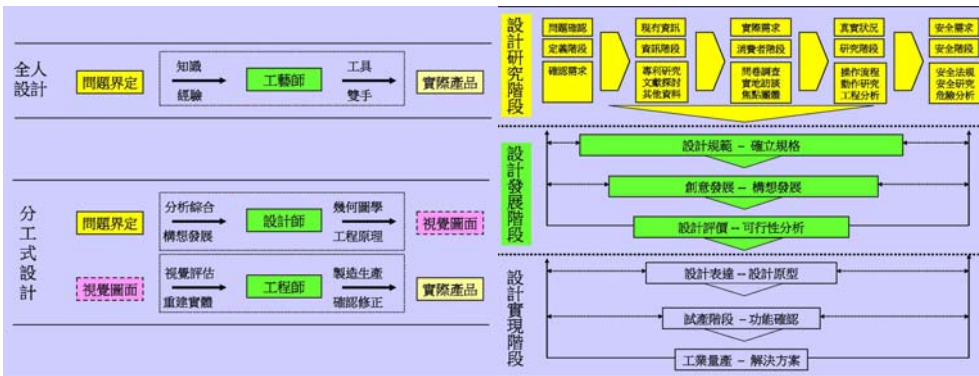 全人設計
問題界定
知識
經驗
工藝師
工具
雙手
實際產品
分工式設計
問題界定
分析綜合
構想發展
設計師
幾何圖學
工程原理
視覺圖面
視覺圖面
視覺評估
重建實體
工程師
製造生產
確認修正
實際產品
設計研究階段
問題確認
定義階段
確認需求
現有資訊
資訊階段
專利研究
文獻探討
其他資料
實際需求
消費者階段
問卷調查
實地訪談
焦點團體
真實狀況
研究階段
操作流程
動作研究
工程分析
安全需求
安全階段
安全法規
安全研究
危險分析
設計發展階段
設計規範 – 確立規格
創意發展 – 構想發展
設計評價 – 可行性分析
設計實現階段
設計表達 – 設計原型
試產階段 – 功能確認
工業量產 – 解決方案